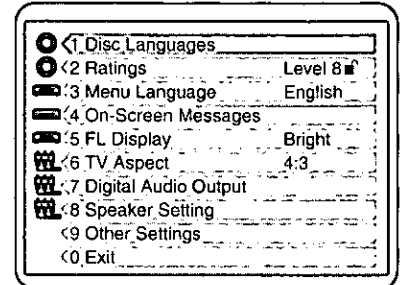 1 Disc Languages
2 Ratings Level 8
3 Menu Language English
4 On-Screen Messages
5 FL Display Bright
6 TV Aspect 4:3
7 Digital Audio Output
8 Speaker Setting
9 Other Settings
0 Exit